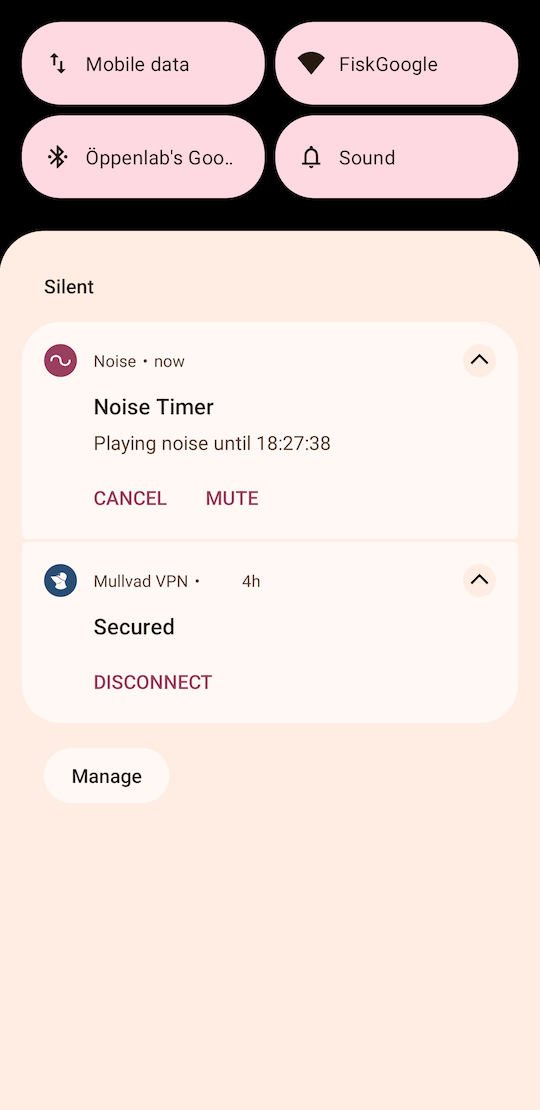 Mobile data
FiskGoogle
Öppenlab's Goo..
Sound
Silent
Noise • now
Noise Timer
Playing noise until 18:27:38
CANCEL MUTE
Mullvad VPN • 4h
Secured
DISCONNECT
Manage